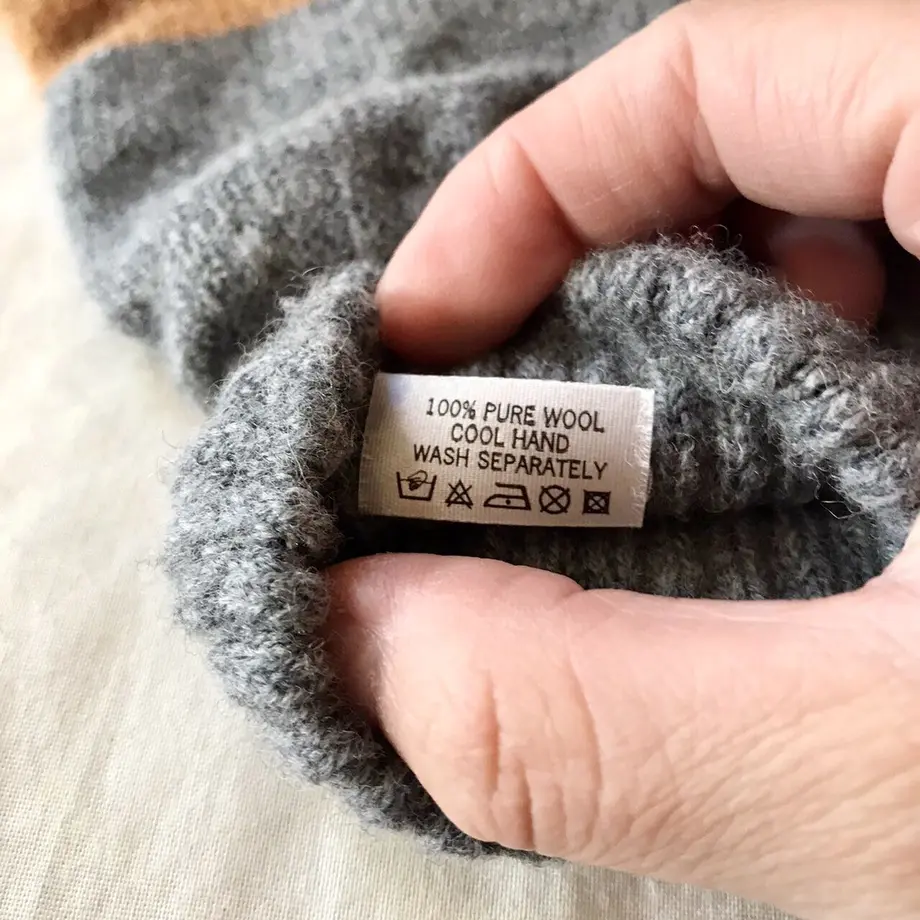 100% PURE WOOL
COOL HAND
WASH SEPARATELY